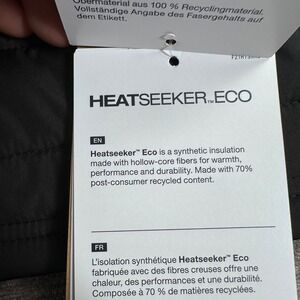 Obermaterial aus 100 % Recyclingmaterial.
Vollständige Angabe des Fasergehalts auf
dem Etikett.
HEATSEEKER™ ECO
EN
Heatseeker™ Eco is a synthetic insulation
made with hollow-core fibers for warmth,
performance and durability. Made with 70%
post-consumer recycled content.
FR
L'isolation synthétique Heatseeker™ Eco
fabriquée avec des fibres creuses offre une
chaleur, des performances et une durabilité.
Composée à 70 % de matières recyclées